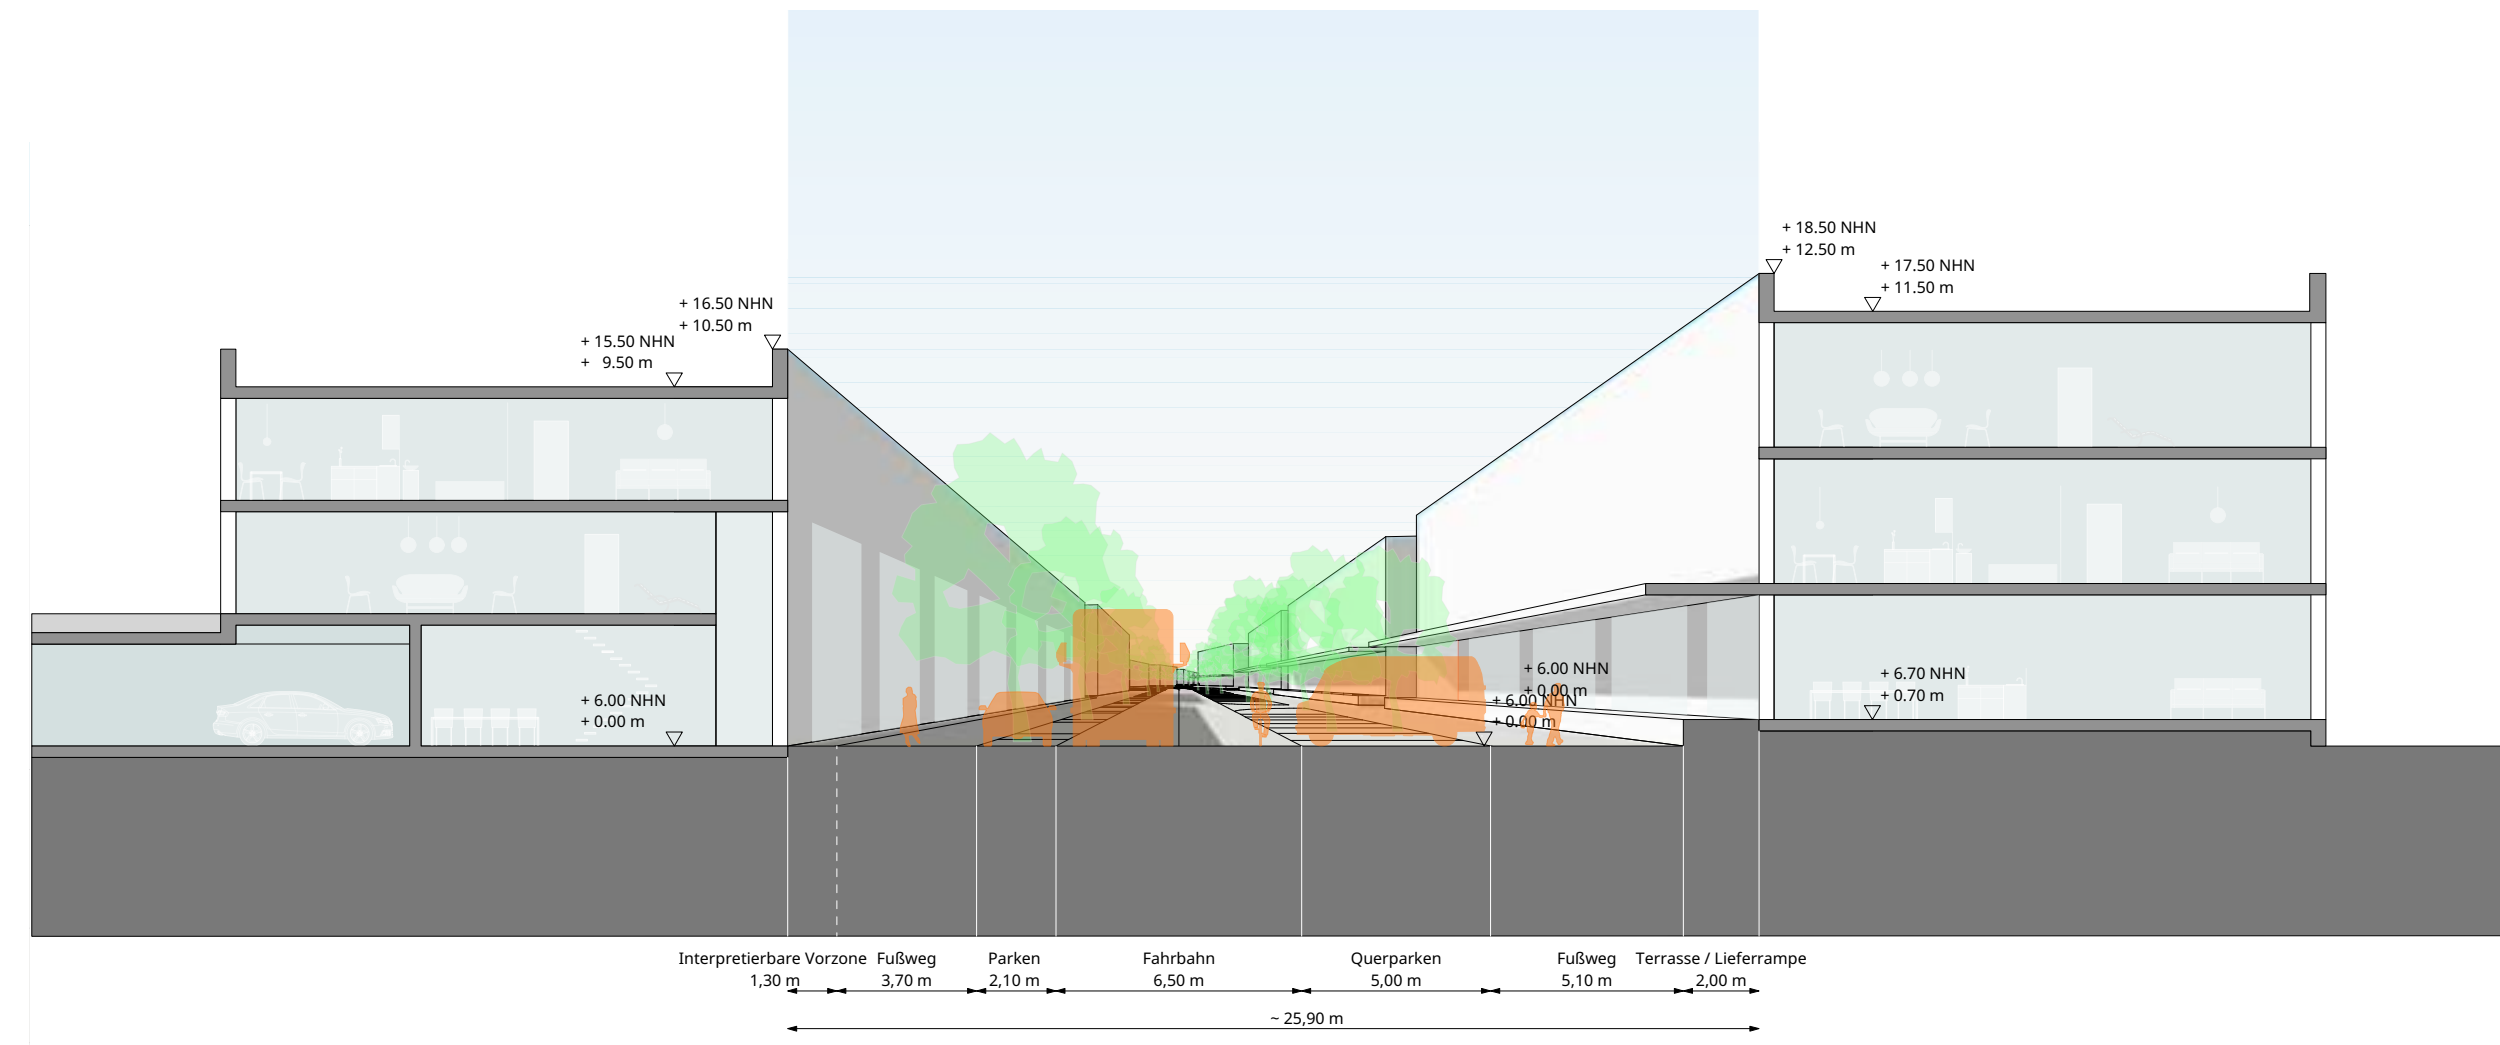 + 18.50 NHN
+ 12.50 m
+ 17.50 NHN
+ 11.50 m
+ 16.50 NHN
+ 10.50 m
+ 15.50 NHN
+ 9.50 m
+ 6.00 NHN
+ 0.00 m
+ 6.00 NHN
+ 0.00 m
+ 6.00 NHN
+ 0.00 m
+ 6.70 NHN
+ 0.70 m
Interpretierbare Vorzone Fußweg Parken Fahrbahn Querparken Fußweg Terrasse / Lieferrampe
1,30 m 3,70 m 2,10 m 6,50 m 5,00 m 5,10 m 2,00 m
~ 25,90 m